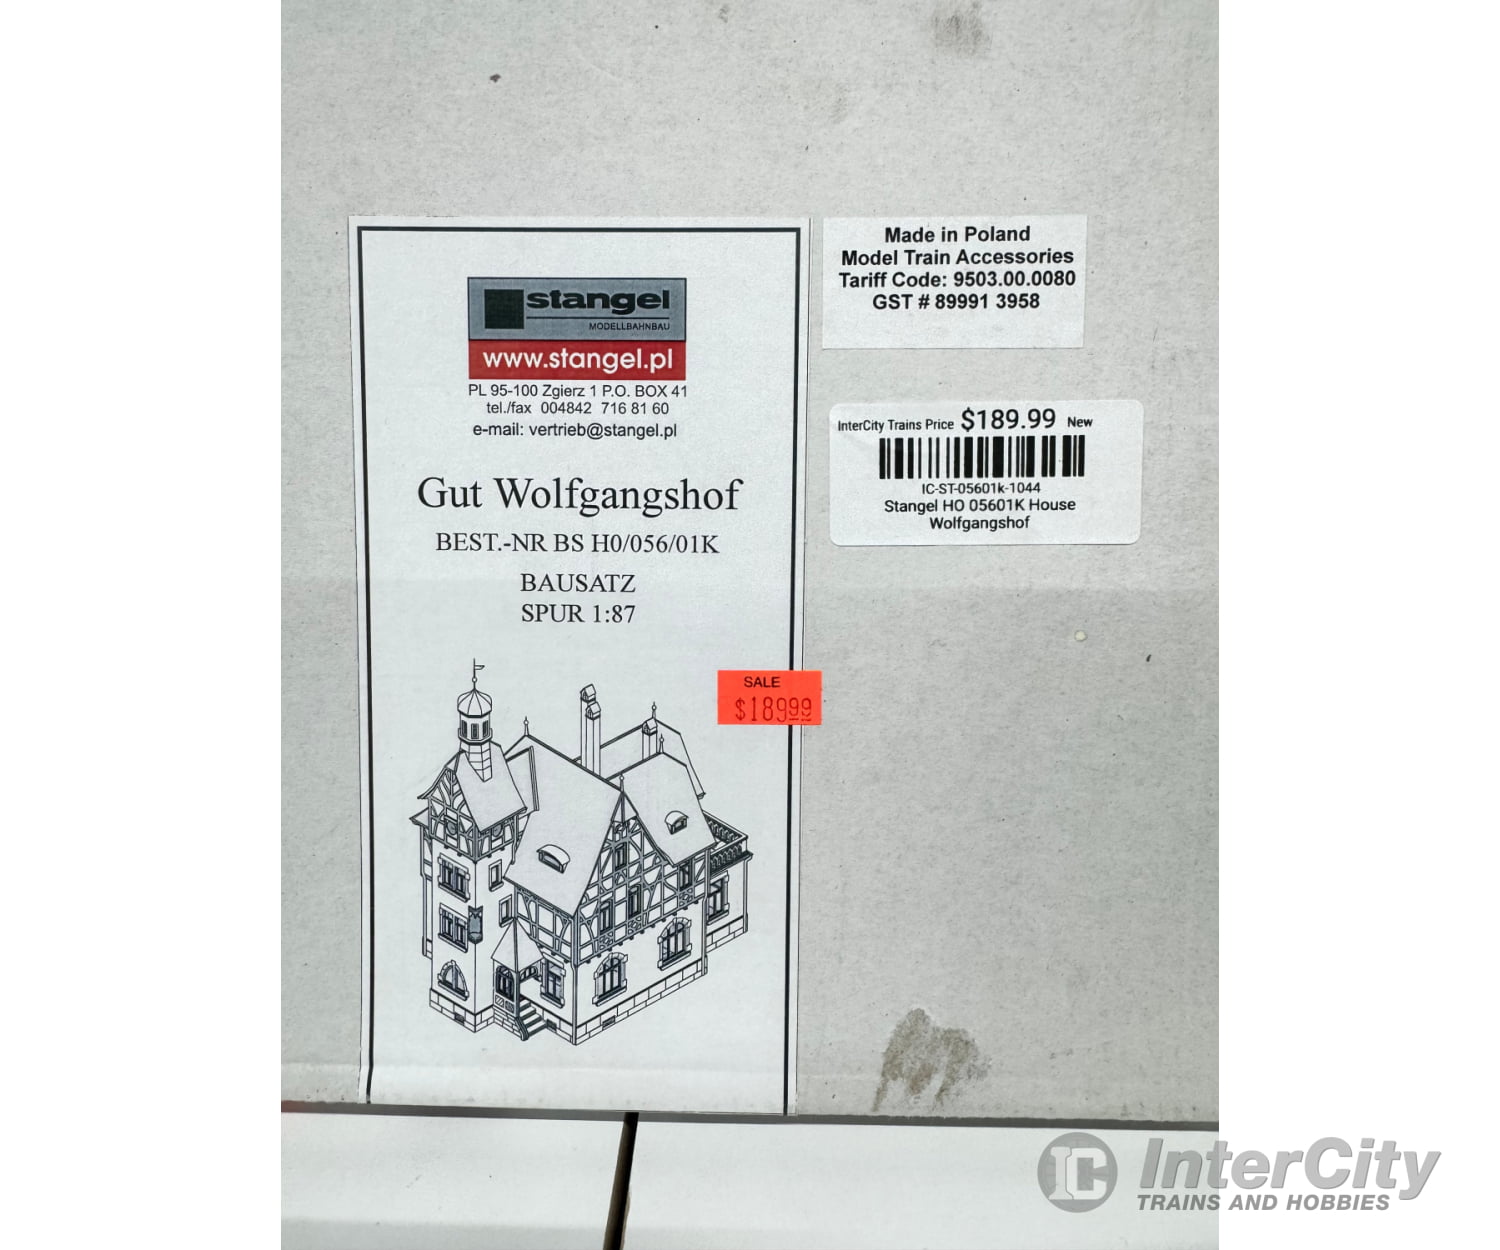 stangel
MODELLBAHNBAU
www.stangel.pl
PL 95-100 Zgierz 1 P.O. BOX 41
tel./fax 004842 716 81 60
e-mail: vertrieb@stangel.pl
Gut Wolfgangshof
BEST.-NR BS H0/056/01K
BAUSATZ
SPUR 1:87
Made in Poland
Model Train Accessories
Tariff Code: 9503.00.0080
GST # 89991 3958
InterCity Trains Price $189.99 New
IC-ST-05601k-1044
Stangel HO 05601K House
Wolfgangshof
SALE
$189.99
IC InterCity
TRAINS AND HOBBIES